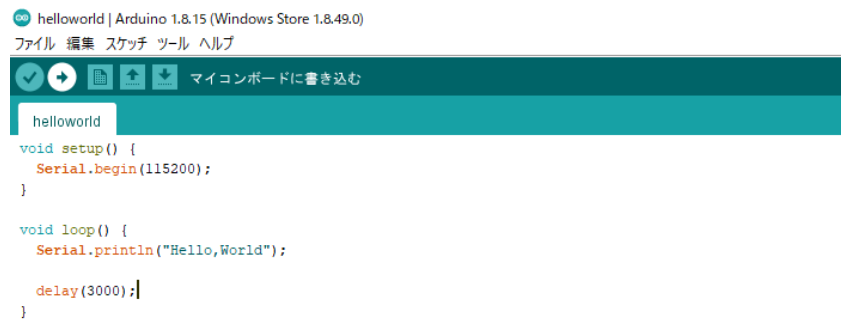 helloworld | Arduino 1.8.15 (Windows Store 1.8.49.0)
ファイル 編集 スケッチ ツール ヘルプ
マイコンボードに書き込む
helloworld
void setup() {
  Serial.begin(115200);
}

void loop() {
  Serial.println("Hello,World");

  delay(3000);
}